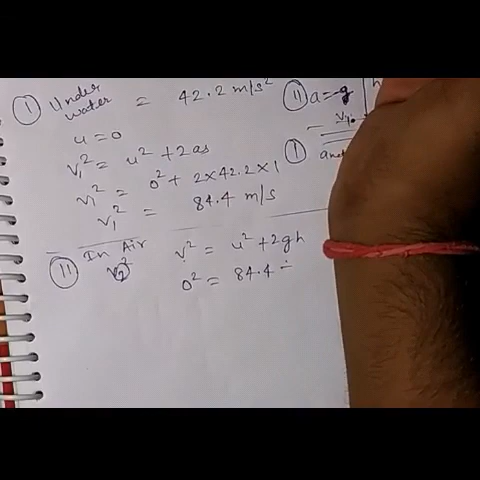 I Under water = 42.2 m/s²
II a=-g
u=0
v₁² = u² + 2as
v₁² = 0² + 2×42.2×1
v₁² = 84.4 m/s
I and
II In Air
v₂²
v² = u² + 2gh
0² = 84.4 -